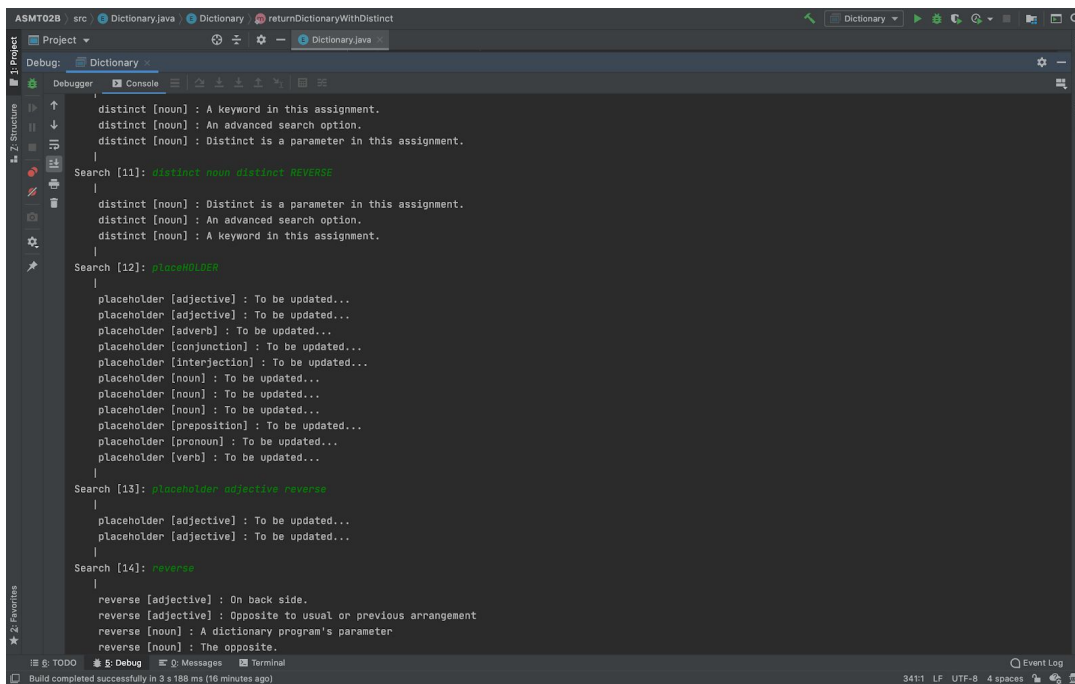 ASMT02B src Dictionary.java Dictionary returnDictionaryWithDistinct Dictionary
1: Project Project Dictionary.java
Debug: Dictionary
Debugger Console
Z: Structure
|
distinct [noun] : A keyword in this assignment.
distinct [noun] : An advanced search option.
distinct [noun] : Distinct is a parameter in this assignment.
|
Search [11]: distinct noun distinct REVERSE
|
distinct [noun] : Distinct is a parameter in this assignment.
distinct [noun] : An advanced search option.
distinct [noun] : A keyword in this assignment.
|
Search [12]: placeHOLDER
|
placeholder [adjective] : To be updated...
placeholder [adjective] : To be updated...
placeholder [adverb] : To be updated...
placeholder [conjunction] : To be updated...
placeholder [interjection] : To be updated...
placeholder [noun] : To be updated...
placeholder [noun] : To be updated...
placeholder [noun] : To be updated...
placeholder [preposition] : To be updated...
placeholder [pronoun] : To be updated...
placeholder [verb] : To be updated...
|
Search [13]: placeholder adjective reverse
|
placeholder [adjective] : To be updated...
placeholder [adjective] : To be updated...
|
Search [14]: reverse
|
reverse [adjective] : On back side.
reverse [adjective] : Opposite to usual or previous arrangement
reverse [noun] : A dictionary program's parameter
reverse [noun] : The opposite.
2: Favorites
6: TODO 5: Debug 0: Messages Terminal Event Log
Build completed successfully in 3 s 188 ms (16 minutes ago) 341:1 LF UTF-8 4 spaces